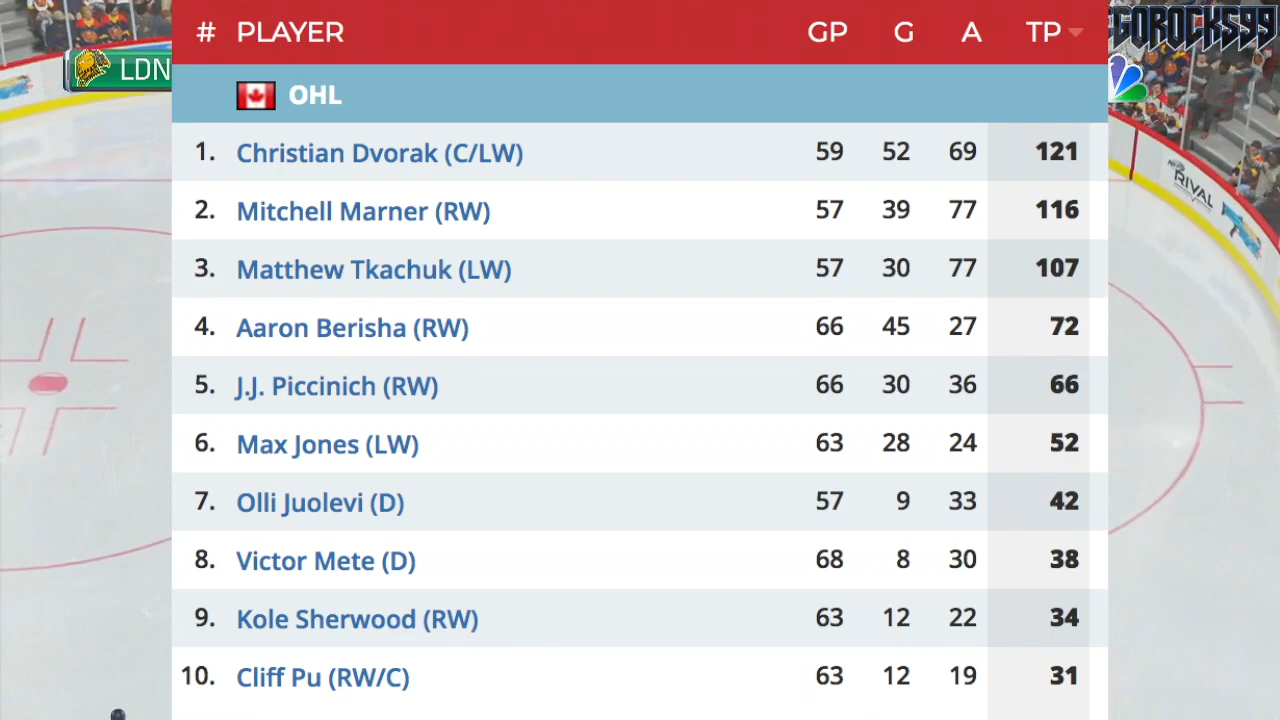 # PLAYER GP G A TP
LDN
OHL
1. Christian Dvorak (C/LW) 59 52 69 121
2. Mitchell Marner (RW) 57 39 77 116
3. Matthew Tkachuk (LW) 57 30 77 107
4. Aaron Berisha (RW) 66 45 27 72
5. J.J. Piccinich (RW) 66 30 36 66
6. Max Jones (LW) 63 28 24 52
7. Olli Juolevi (D) 57 9 33 42
8. Victor Mete (D) 68 8 30 38
9. Kole Sherwood (RW) 63 12 22 34
10. Cliff Pu (RW/C) 63 12 19 31
RIVAL